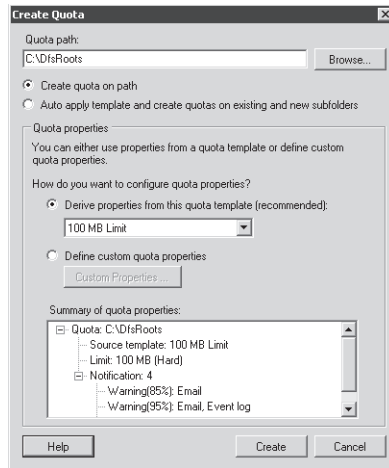 Create Quota
Quota path:
C:\DfsRoots
Browse...
Create quota on path
Auto apply template and create quotas on existing and new subfolders
Quota properties
You can either use properties from a quota template or define custom
quota properties.
How do you want to configure quota properties?
Derive properties from this quota template (recommended):
100 MB Limit
Define custom quota properties
Custom Properties ...
Summary of quota properties:
Quota: C:\DfsRoots
Source template: 100 MB Limit
Limit: 100 MB (Hard)
Notification: 4
Warning(85%): Email
Warning(95%): Email, Event log
Help
Create
Cancel